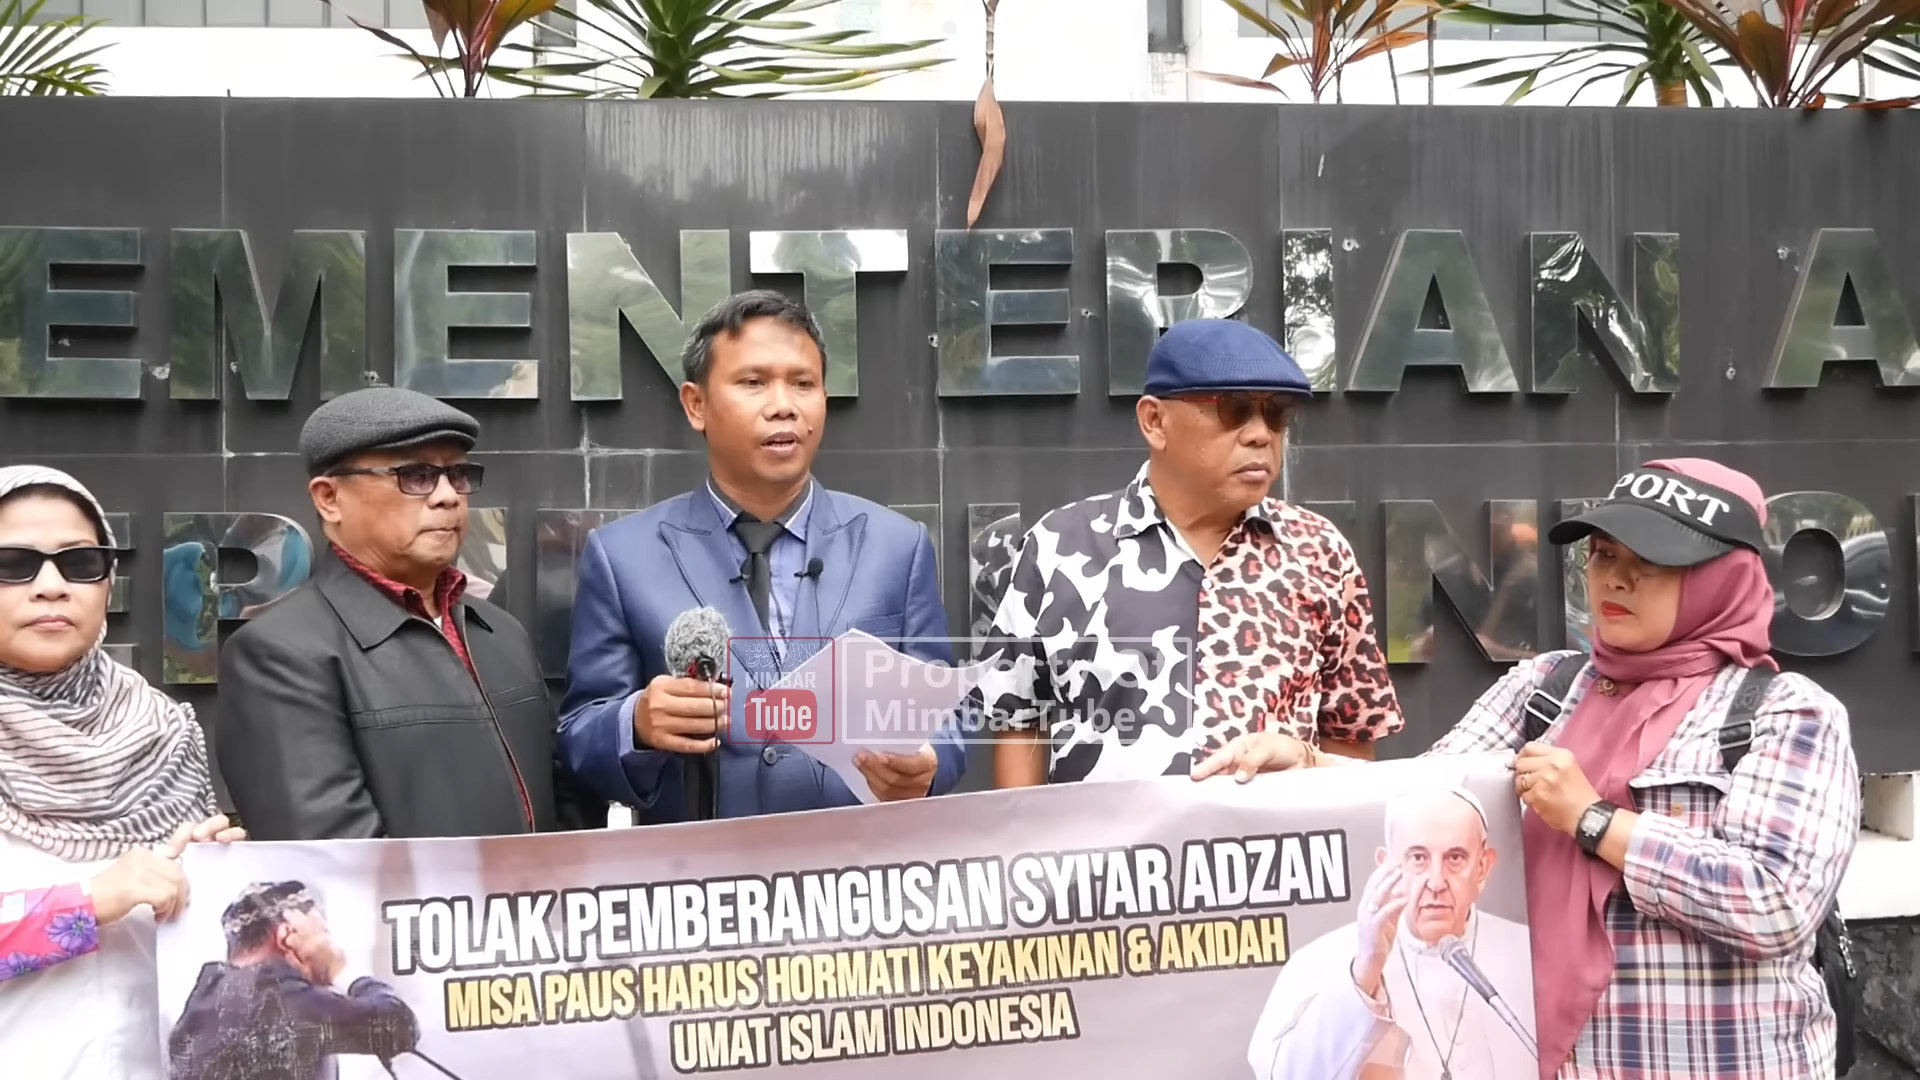 EMENTERIAN A
PORT
MIMBAR
Tube
Property Of
MimbarTube
TOLAK PEMBERANGUSAN SYI'AR ADZAN
MISA PAUS HARUS HORMATI KEYAKINAN & AKIDAH
UMAT ISLAM INDONESIA